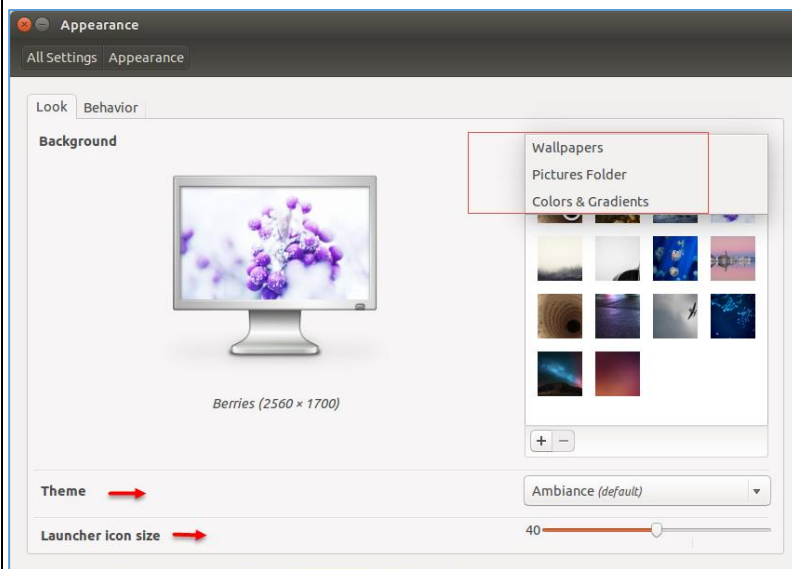 Appearance
All Settings Appearance
Look Behavior
Background
Wallpapers
Pictures Folder
Colors & Gradients
Berries (2560 × 1700)
+ −
Theme
Ambiance (default)
Launcher icon size
40